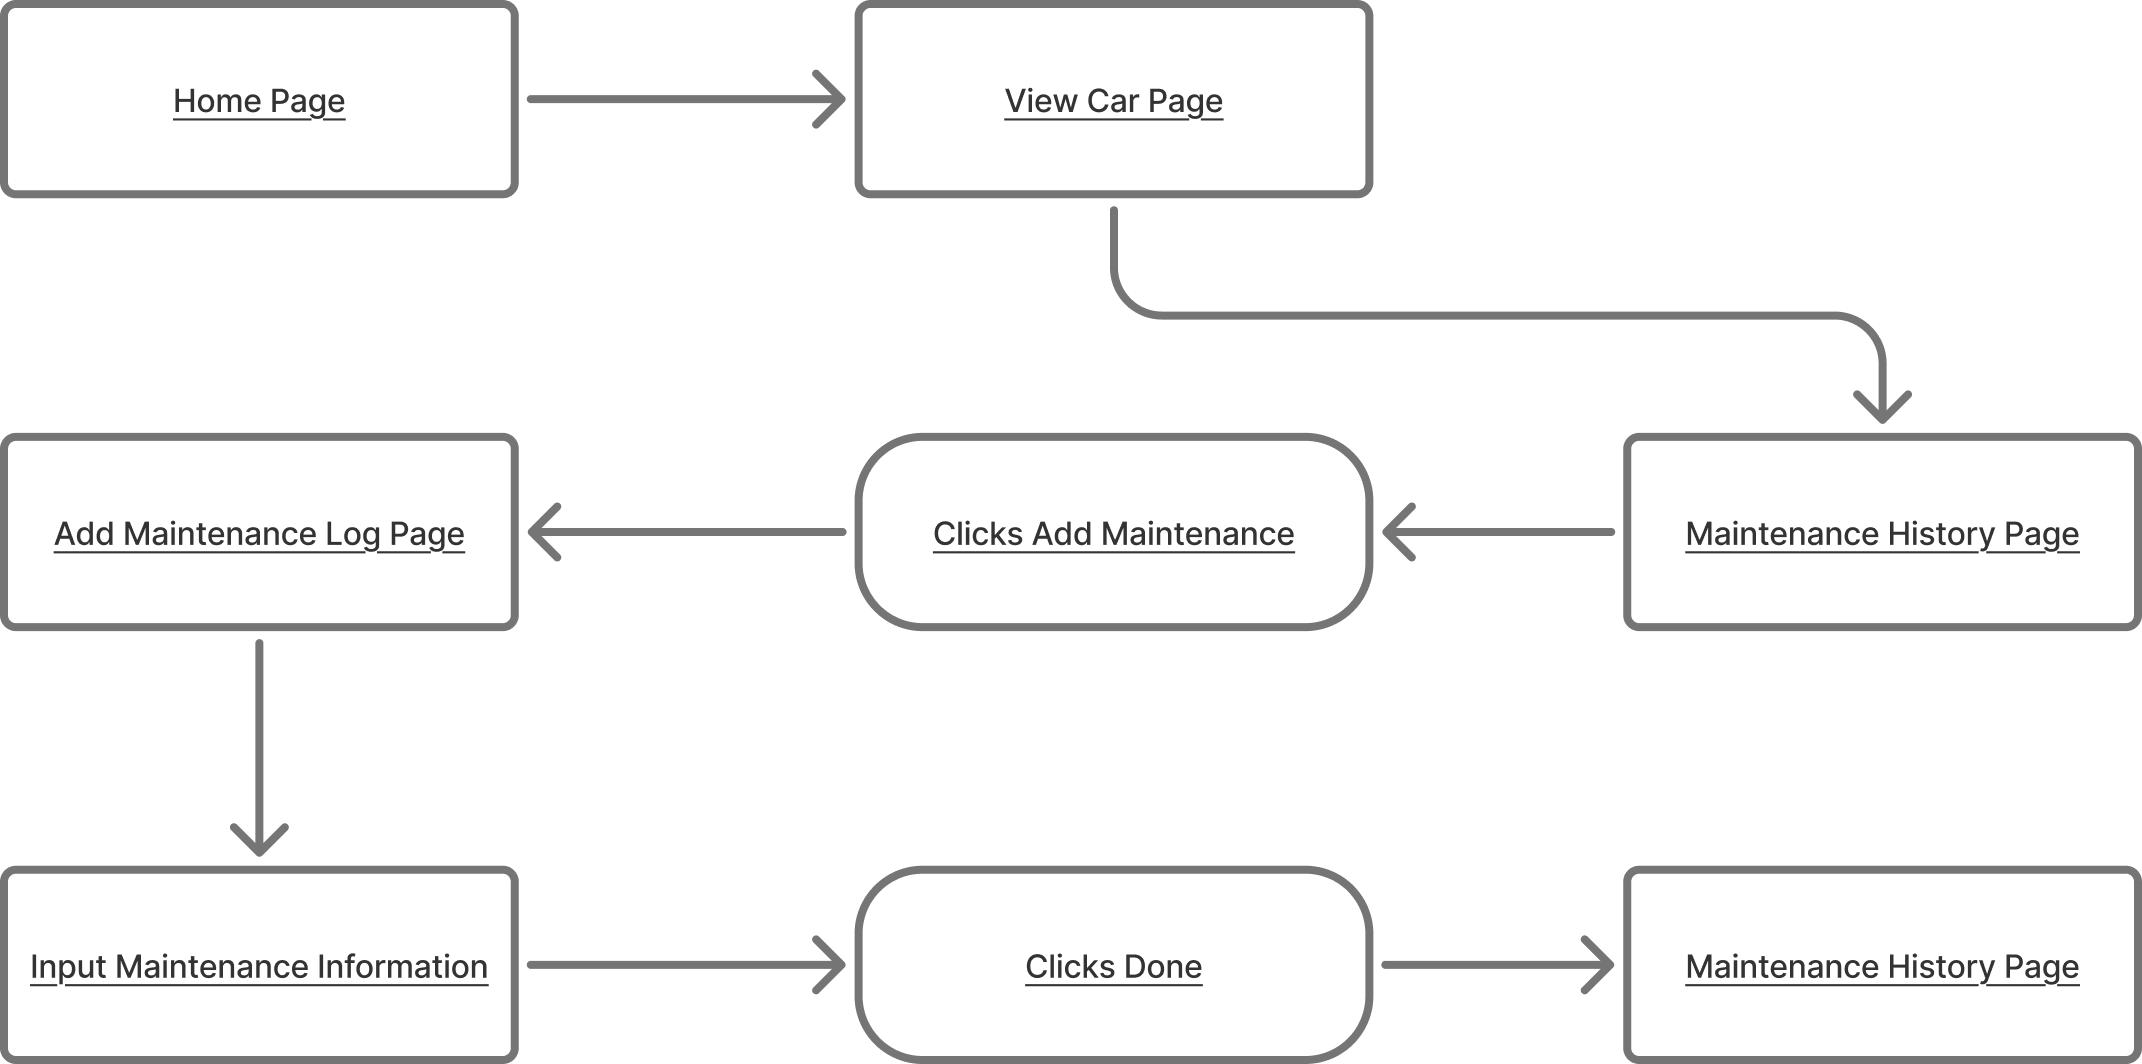 Home Page
View Car Page
Add Maintenance Log Page
Clicks Add Maintenance
Maintenance History Page
Input Maintenance Information
Clicks Done
Maintenance History Page